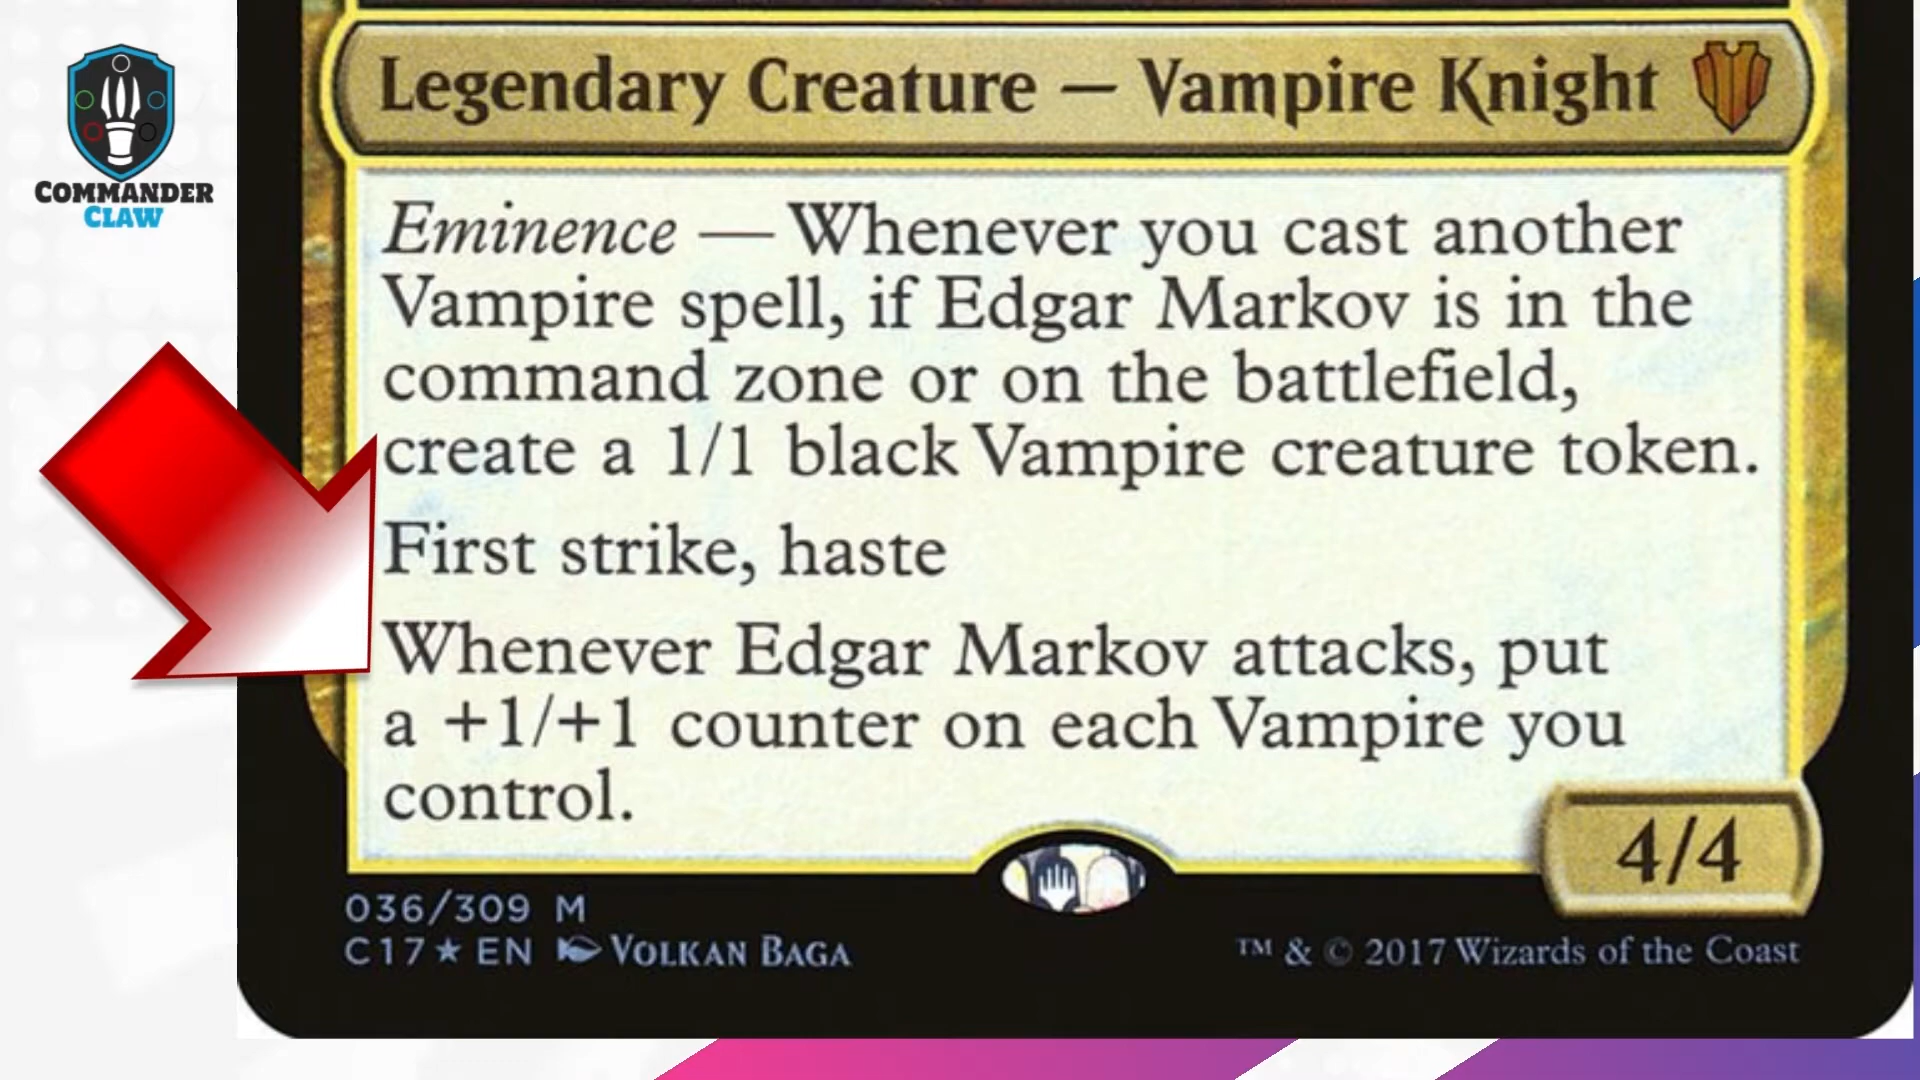 COMMANDER
CLAW
Legendary Creature — Vampire Knight
Eminence — Whenever you cast another
Vampire spell, if Edgar Markov is in the
command zone or on the battlefield,
create a 1/1 black Vampire creature token.
First strike, haste
Whenever Edgar Markov attacks, put
a +1/+1 counter on each Vampire you
control.
4/4
036/309 M
C17★EN VOLKAN BAGA
™ & © 2017 Wizards of the Coast